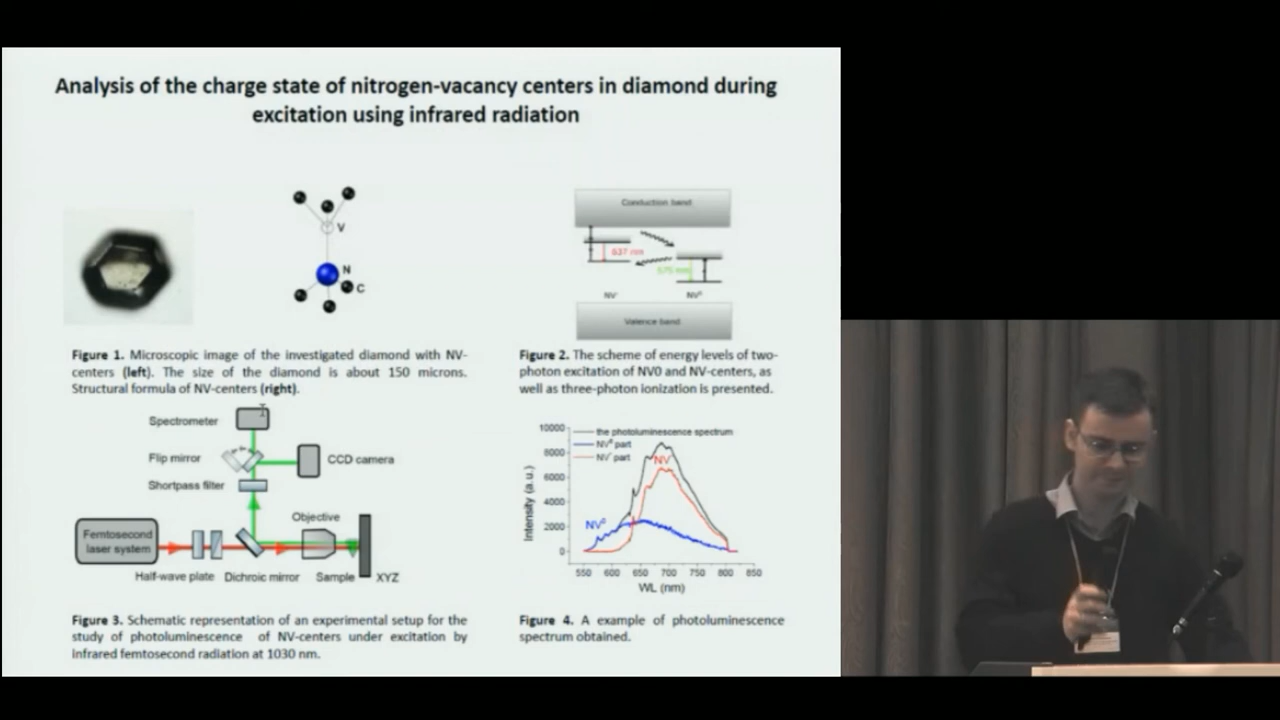 Analysis of the charge state of nitrogen-vacancy centers in diamond during
excitation using infrared radiation
V
N
C
Conduction band
637 nm
575 nm
NV⁻
NV⁰
Valence band
Figure 1. Microscopic image of the investigated diamond with NV-
centers (left). The size of the diamond is about 150 microns.
Structural formula of NV-centers (right).
Figure 2. The scheme of energy levels of two-
photon excitation of NV0 and NV-centers, as
well as three-photon ionization is presented.
Spectrometer
Flip mirror
CCD camera
Shortpass filter
Objective
Femtosecond
laser system
Half-wave plate
Dichroic mirror
Sample
XYZ
the photoluminescence spectrum
NV⁰ part
NV⁻ part
NV⁻
NV⁰
Intensity (a.u.)
10000
8000
6000
4000
2000
0
550 600 650 700 750 800 850
WL (nm)
Figure 3. Schematic representation of an experimental setup for the
study of photoluminescence of NV-centers under excitation by
infrared femtosecond radiation at 1030 nm.
Figure 4. A example of photoluminescence
spectrum obtained.